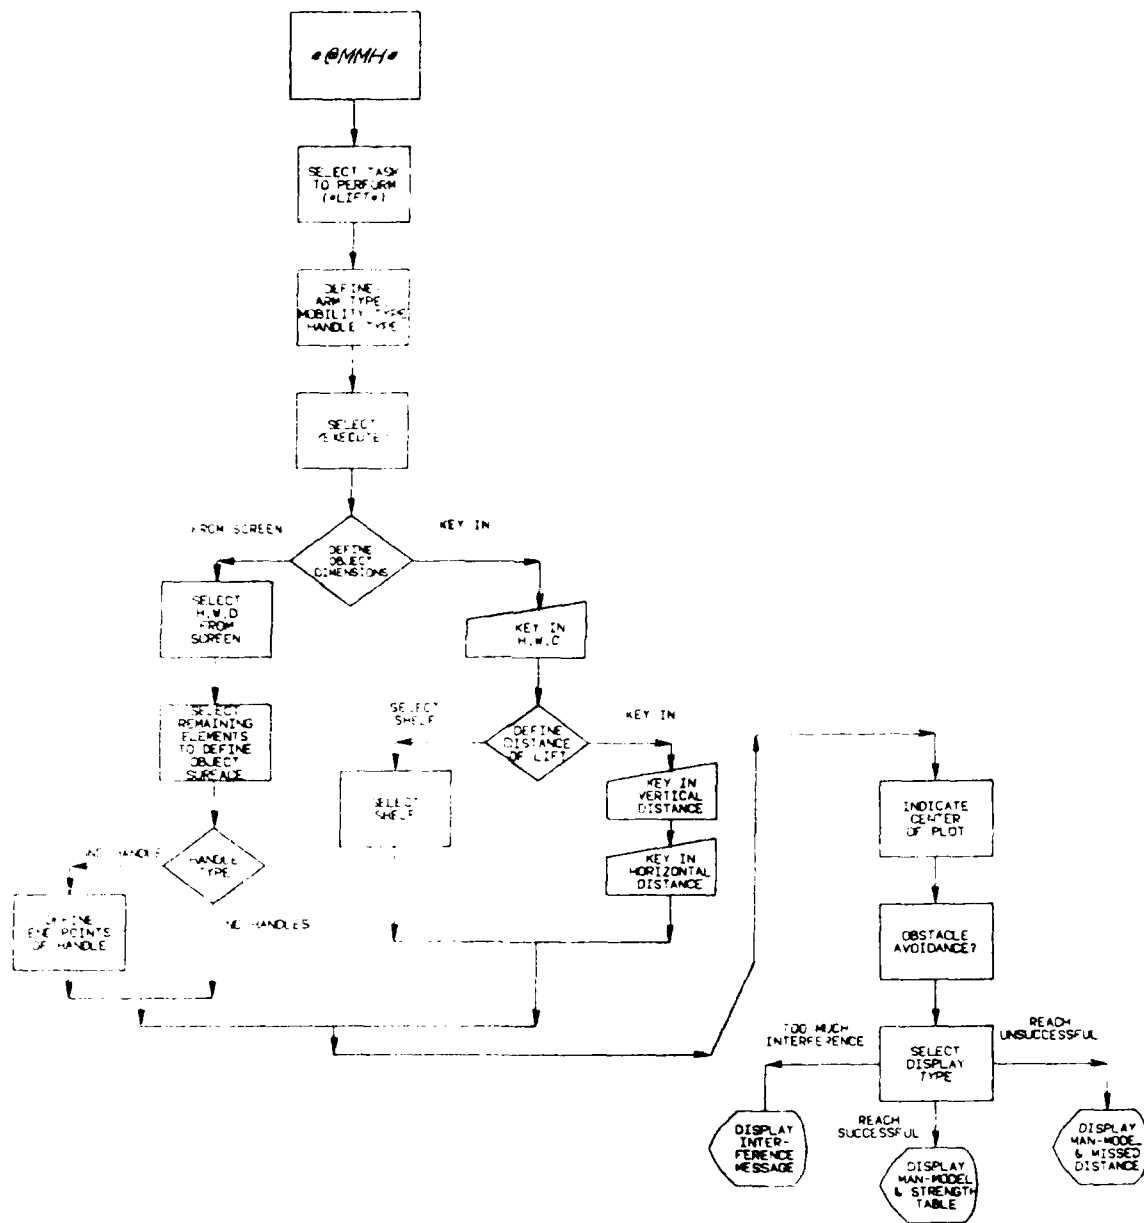 *@MMH*
SELECT TASK
TO PERFORM
(*LIFT*)
DEFINE
ARM TYPE,
MOBILITY TYPE
HANDLE TYPE
SELECT
EXECUTE
FROM SCREEN
KEY IN
DEFINE
OBJECT
DIMENSIONS
SELECT
H,W,D
FROM
SCREEN
KEY IN
H,W,D
SELECT
REMAINING
ELEMENTS
TO DEFINE
OBJECT
SURFACE
SELECT
SHELF
KEY IN
DEFINE
DISTANCE
OF LIFT
SELECT
SHELF
KEY IN
VERTICAL
DISTANCE
KEY IN
HORIZONTAL
DISTANCE
HANDLE
HANDLE
TYPE
NO HANDLES
DEFINE
END POINTS
OF HANDLE
INDICATE
CENTER
OF PLOT
OBSTACLE
AVOIDANCE?
TOO MUCH
INTERFERENCE
REACH
UNSUCCESSFUL
SELECT
DISPLAY
TYPE
REACH
SUCCESSFUL
DISPLAY
INTER-
FERENCE
MESSAGE
DISPLAY
MAN-MODEL
& STRENGTH
TABLE
DISPLAY
MAN-MODEL
& MISSED
DISTANCE